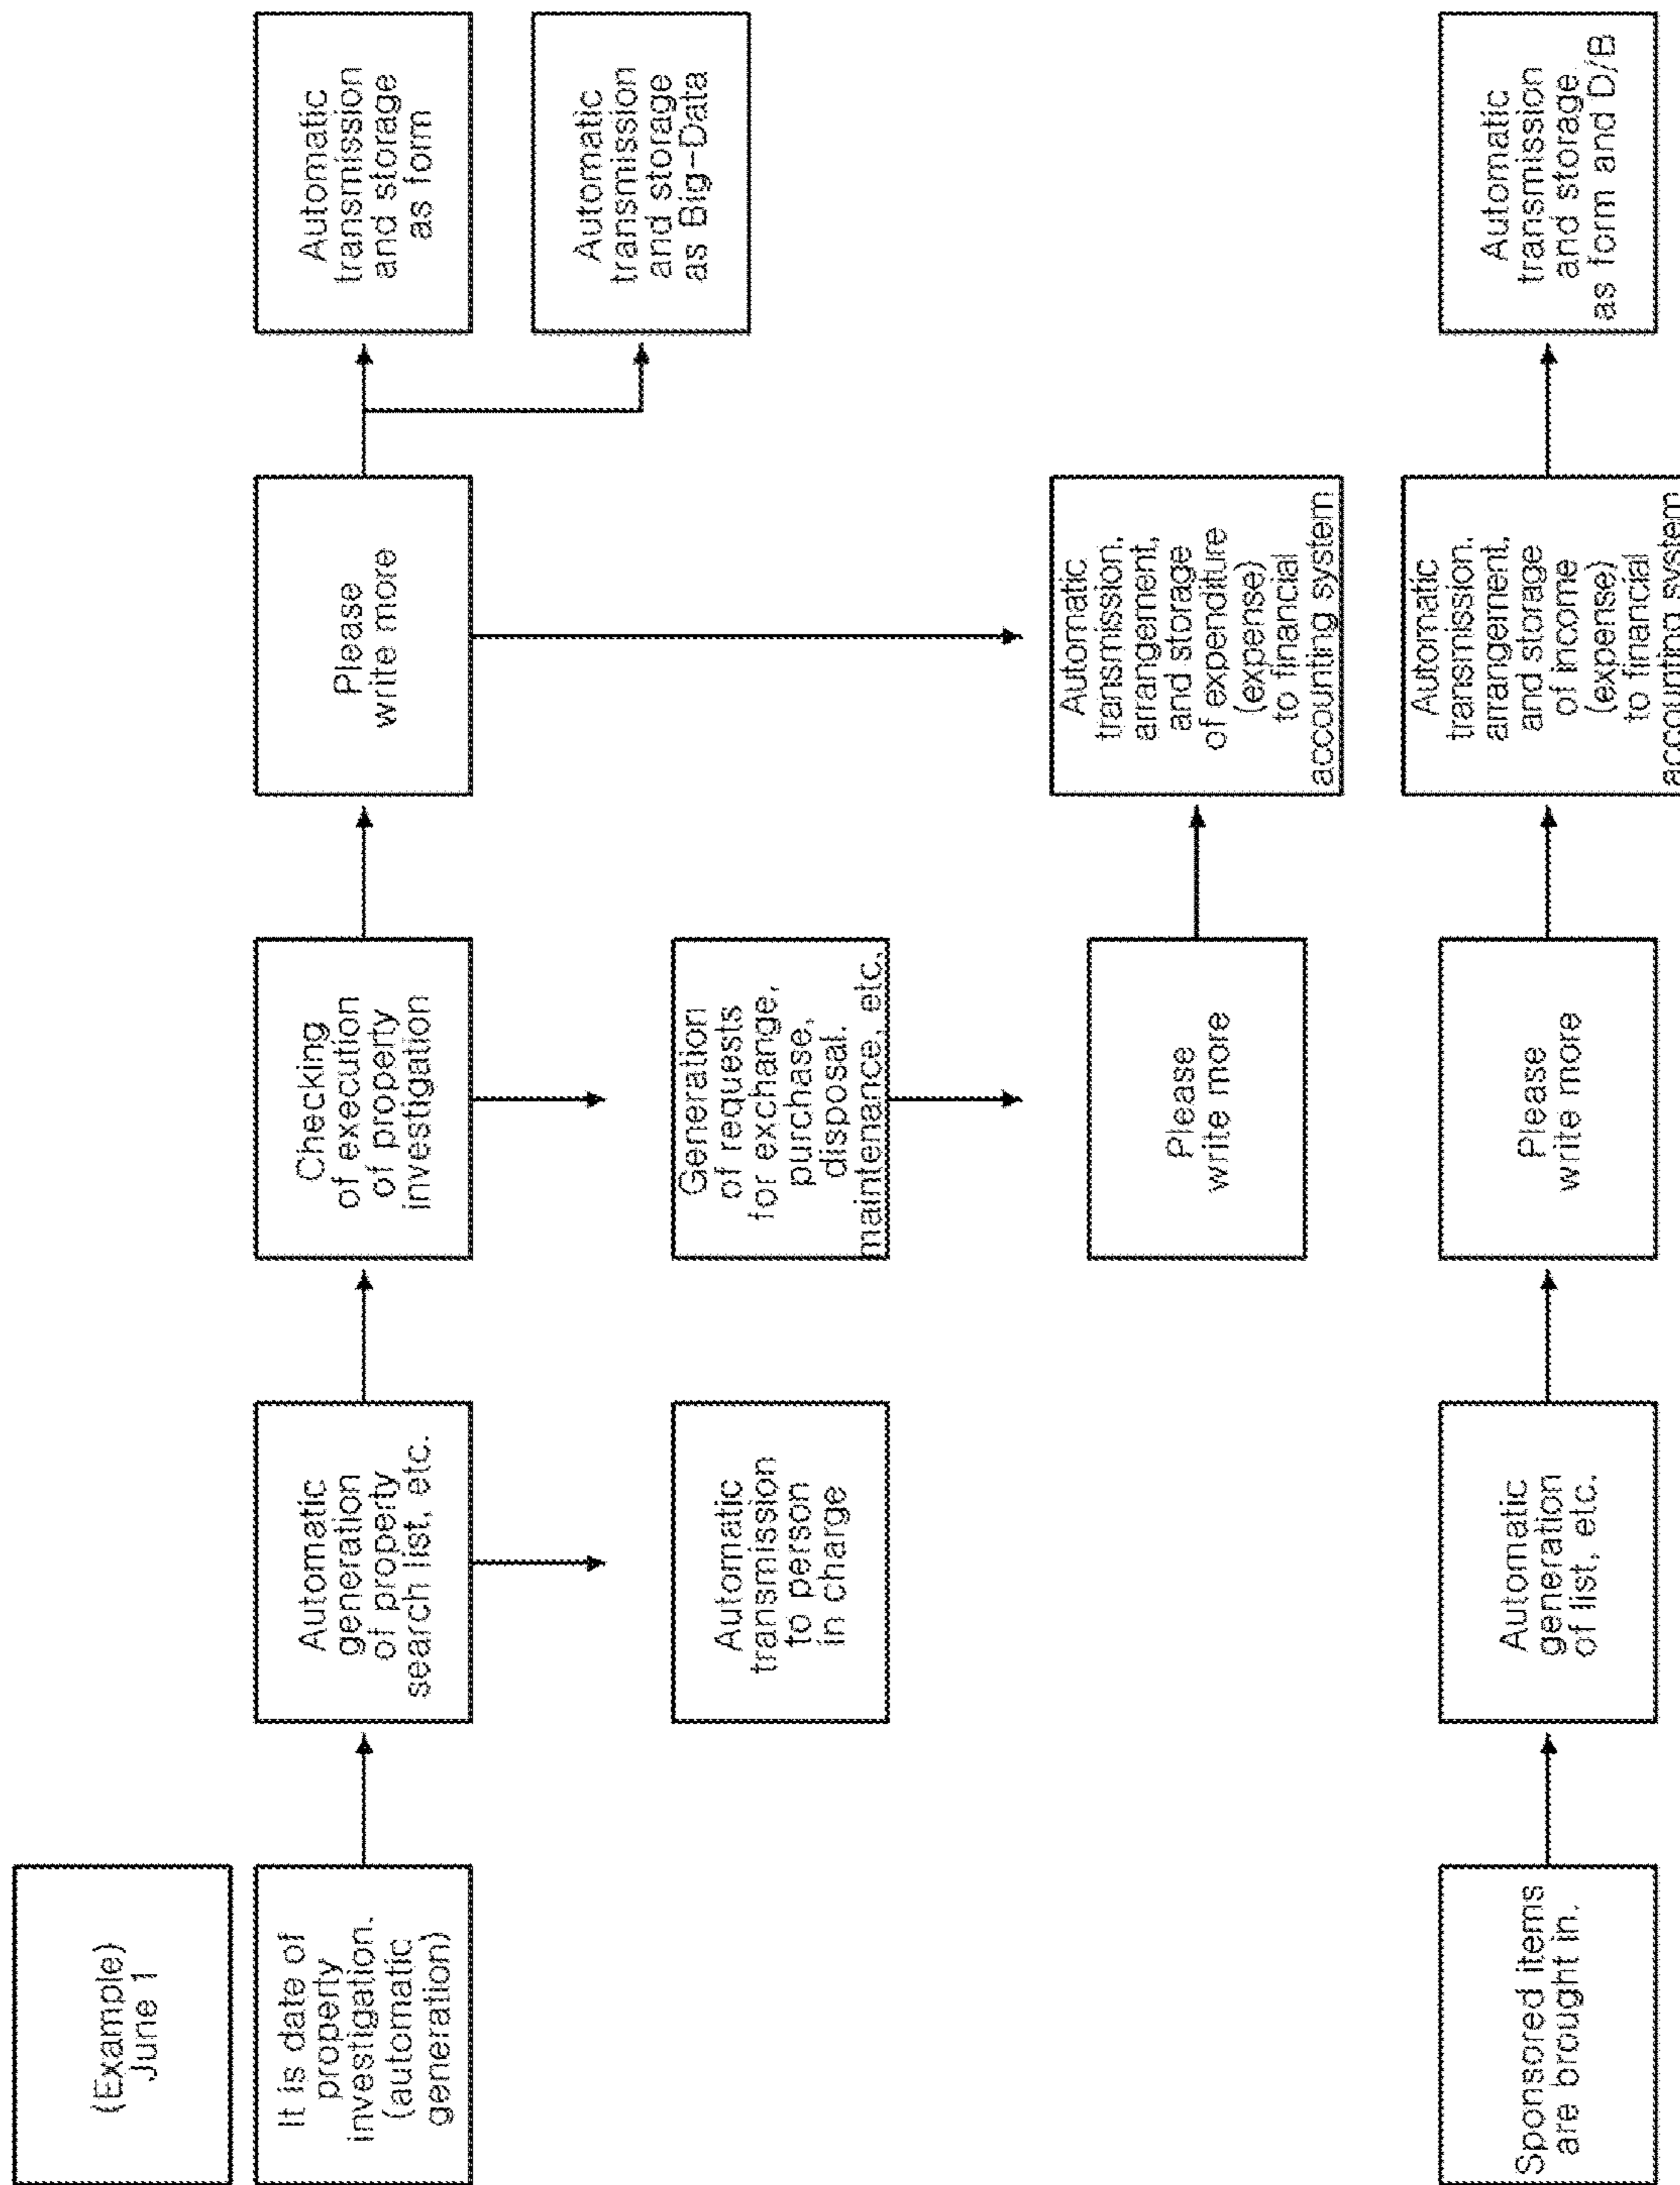 (Example)
June 1
It is date of
property
investigation.
(automatic
generation)
Automatic
generation
of property
search list, etc.
Checking
of execution
of property
investigation
Please
write more
Automatic
transmission
and storage
as form
Automatic
transmission
and storage
as Big-Data
Automatic
transmission
to person
in charge
Generation
of requests
for exchange,
purchase,
disposal.
maintenance, etc.
Please
write more
Automatic
transmission,
arrangement,
and storage
of expenditure
(expense)
to financial
accounting system
Sponsored items
are brought in.
Automatic
generation
of list, etc.
Please
write more
Automatic
transmission,
arrangement,
and storage
of income
(expense)
to financial
accounting system
Automatic
transmission
and storage
as form and D/B